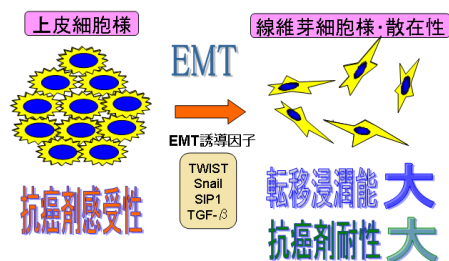 上皮細胞様
EMT
線維芽細胞様・散在性
EMT誘導因子
TWIST
Snail
SIP1
TGF-β
抗癌剤感受性
転移浸潤能 大
抗癌剤耐性 大